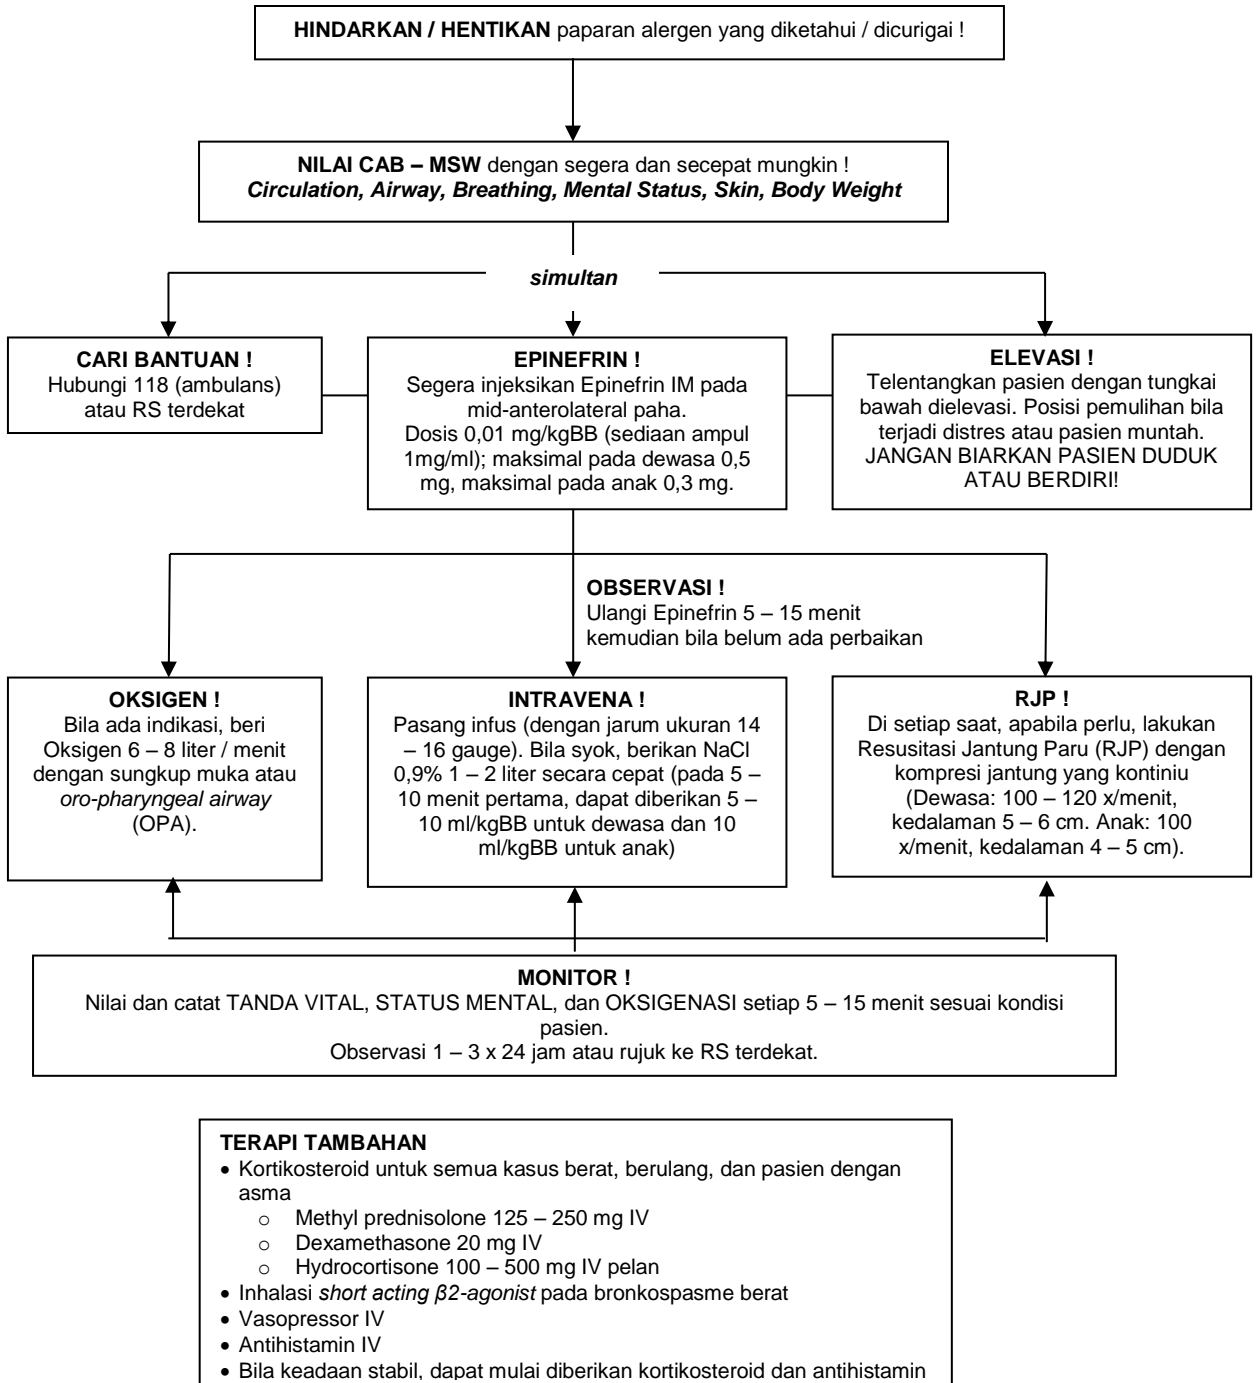 HINDARKAN / HENTIKAN paparan alergen yang diketahui / dicurigai !
NILAI CAB – MSW dengan segera dan secepat mungkin !
Circulation, Airway, Breathing, Mental Status, Skin, Body Weight
simultan
CARI BANTUAN !
Hubungi 118 (ambulans)
atau RS terdekat
EPINEFRIN !
Segera injeksikan Epinefrin IM pada
mid-anterolateral paha.
Dosis 0,01 mg/kgBB (sediaan ampul
1mg/ml); maksimal pada dewasa 0,5
mg, maksimal pada anak 0,3 mg.
ELEVASI !
Telentangkan pasien dengan tungkai
bawah dielevasi. Posisi pemulihan bila
terjadi distres atau pasien muntah.
JANGAN BIARKAN PASIEN DUDUK
ATAU BERDIRI!
OBSERVASI !
Ulangi Epinefrin 5 – 15 menit
kemudian bila belum ada perbaikan
OKSIGEN !
Bila ada indikasi, beri
Oksigen 6 – 8 liter / menit
dengan sungkup muka atau
oro-pharyngeal airway
(OPA).
INTRAVENA !
Pasang infus (dengan jarum ukuran 14
– 16 gauge). Bila syok, berikan NaCl
0,9% 1 – 2 liter secara cepat (pada 5 –
10 menit pertama, dapat diberikan 5 –
10 ml/kgBB untuk dewasa dan 10
ml/kgBB untuk anak)
RJP !
Di setiap saat, apabila perlu, lakukan
Resusitasi Jantung Paru (RJP) dengan
kompresi jantung yang kontiniu
(Dewasa: 100 – 120 x/menit,
kedalaman 5 – 6 cm. Anak: 100
x/menit, kedalaman 4 – 5 cm).
MONITOR !
Nilai dan catat TANDA VITAL, STATUS MENTAL, dan OKSIGENASI setiap 5 – 15 menit sesuai kondisi
pasien.
Observasi 1 – 3 x 24 jam atau rujuk ke RS terdekat.
TERAPI TAMBAHAN
• Kortikosteroid untuk semua kasus berat, berulang, dan pasien dengan
asma
o Methyl prednisolone 125 – 250 mg IV
o Dexamethasone 20 mg IV
o Hydrocortisone 100 – 500 mg IV pelan
• Inhalasi short acting β2-agonist pada bronkospasme berat
• Vasopressor IV
• Antihistamin IV
• Bila keadaan stabil, dapat mulai diberikan kortikosteroid dan antihistamin